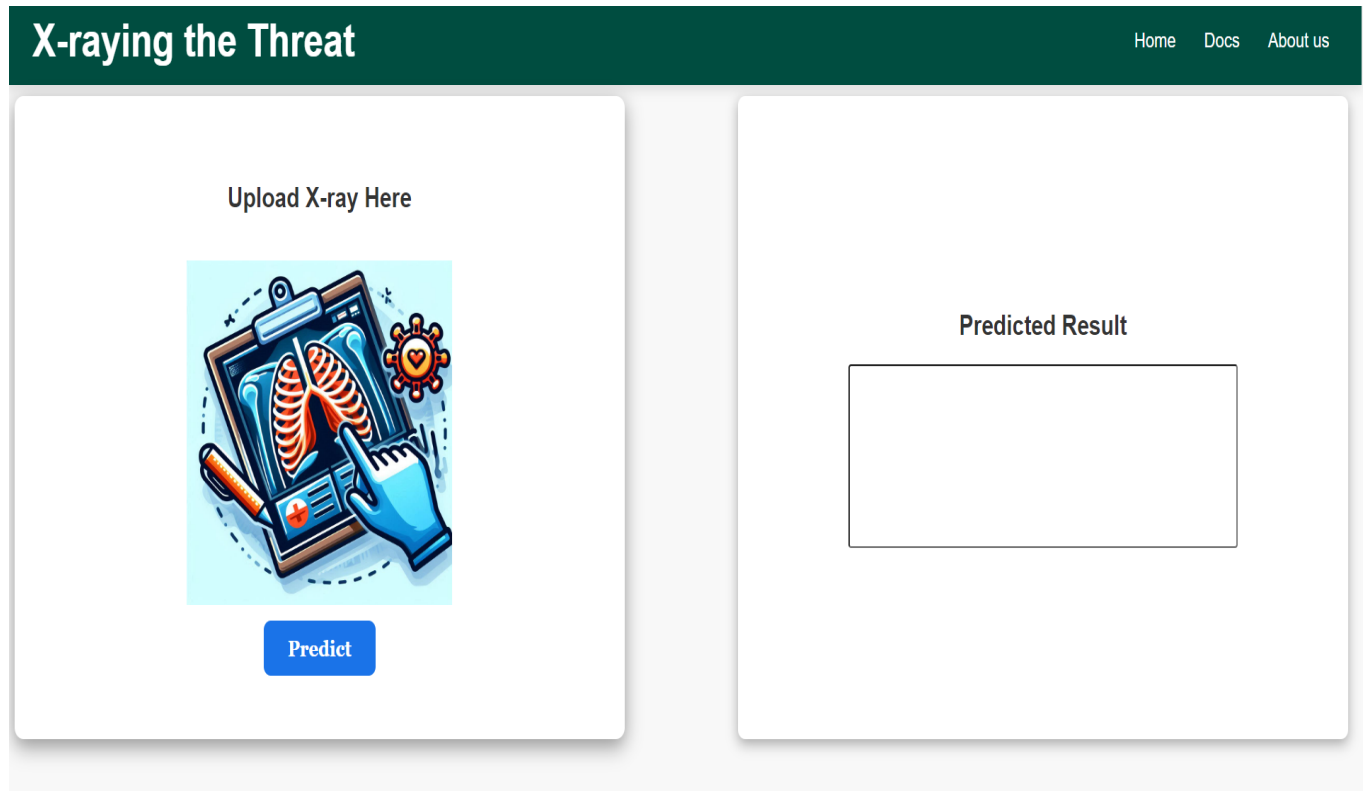 X-raying the Threat
Home Docs About us
Upload X-ray Here
Predict
Predicted Result